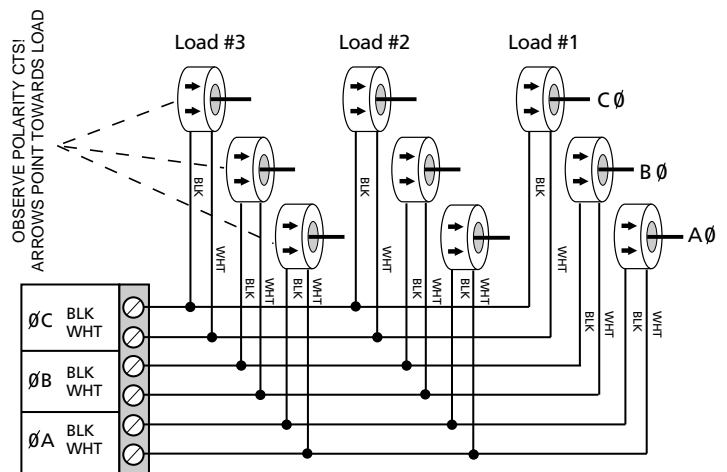 OBSERVE POLARITY CTS!
ARROWS POINT TOWARDS LOAD
Load #3
Load #2
Load #1
C Ø
B Ø
A Ø
BLK
WHT
BLK
WHT
BLK
WHT
BLK
WHT
BLK
WHT
BLK
WHT
BLK
WHT
BLK
WHT
BLK
WHT
ØC BLK
WHT
ØB BLK
WHT
ØA BLK
WHT